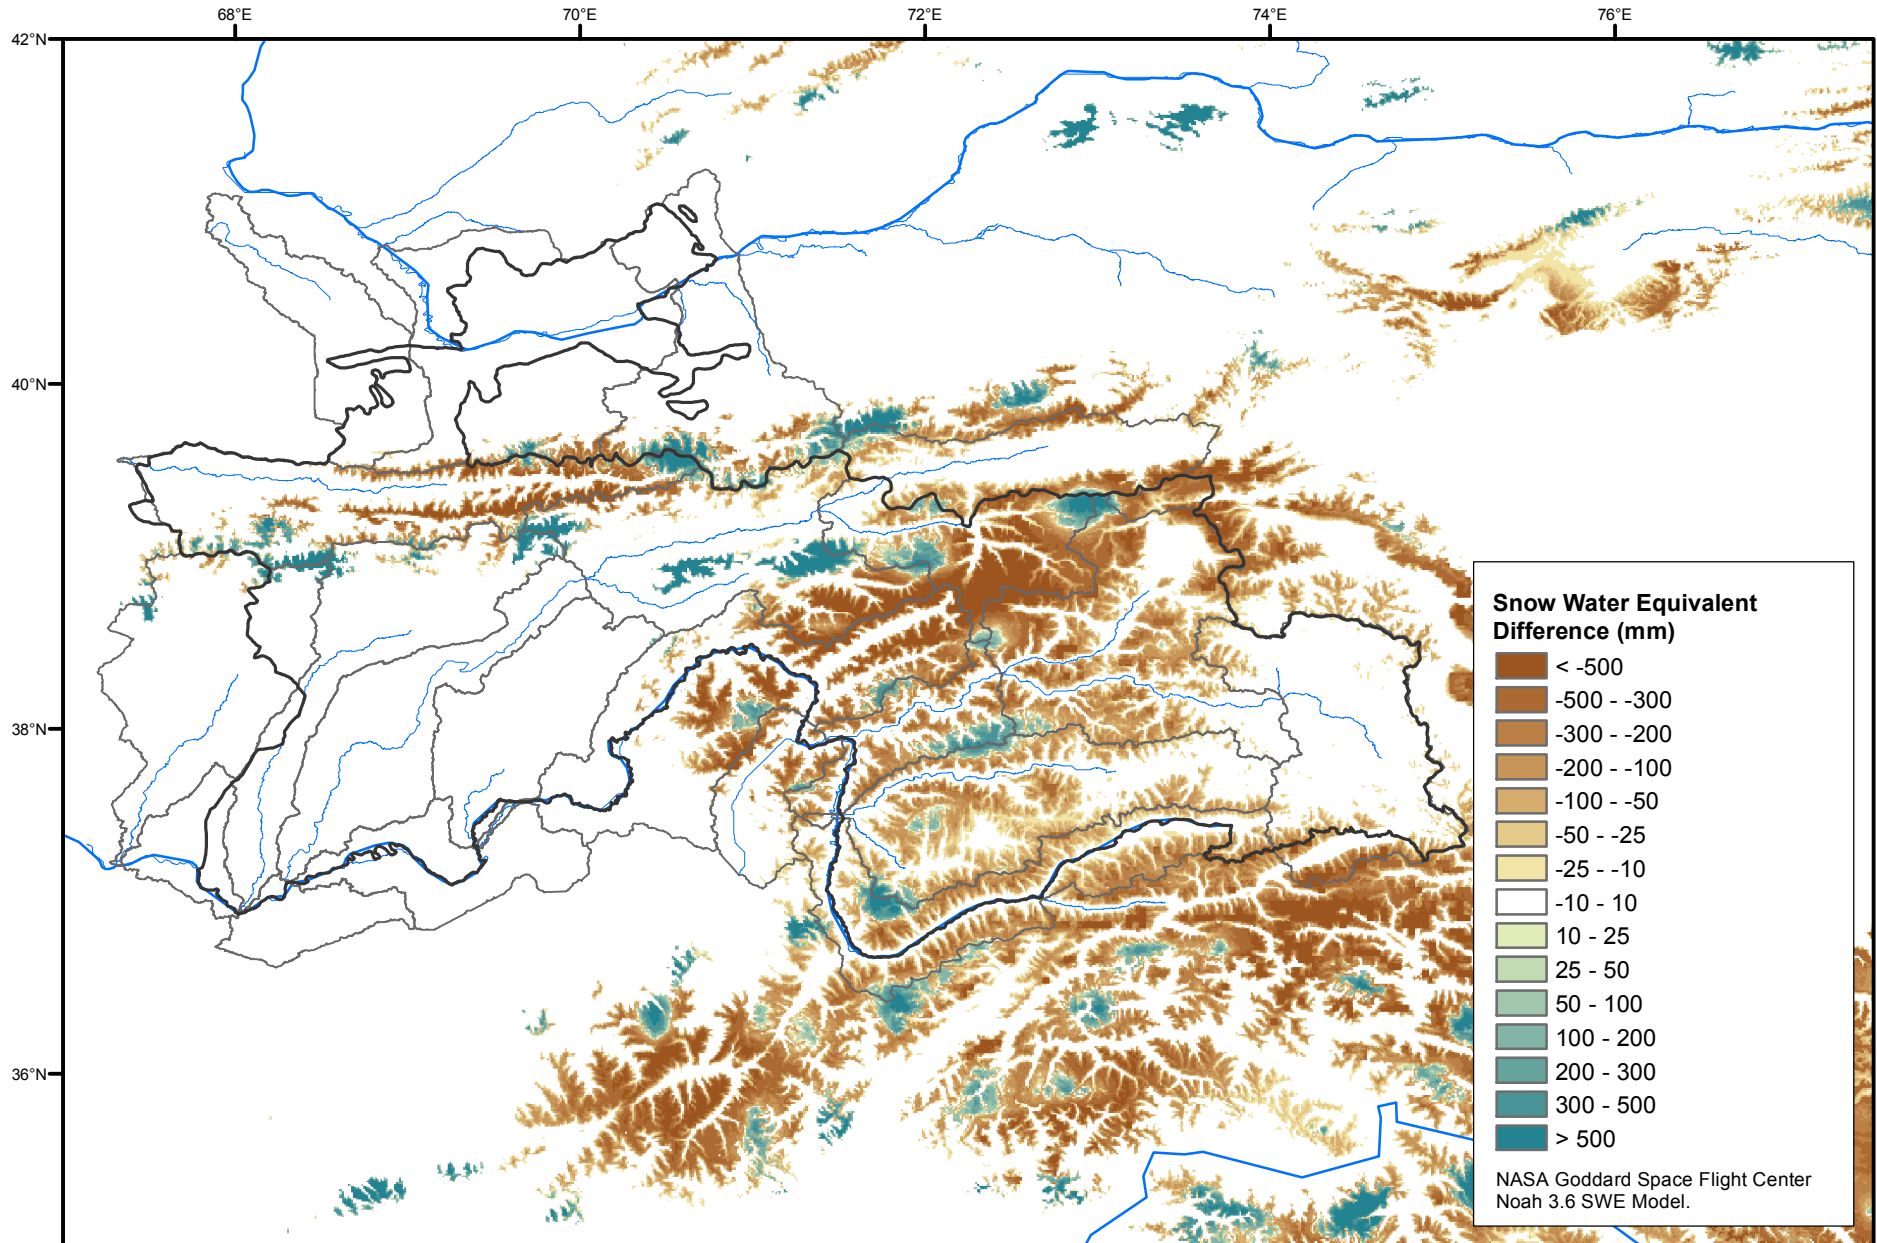 68°E
70°E
72°E
74°E
76°E
42°N
40°N
38°N
36°N
Snow Water Equivalent
Difference (mm)
< -500
-500 - -300
-300 - -200
-200 - -100
-100 - -50
-50 - -25
-25 - -10
-10 - 10
10 - 25
25 - 50
50 - 100
100 - 200
200 - 300
300 - 500
> 500
NASA Goddard Space Flight Center
Noah 3.6 SWE Model.